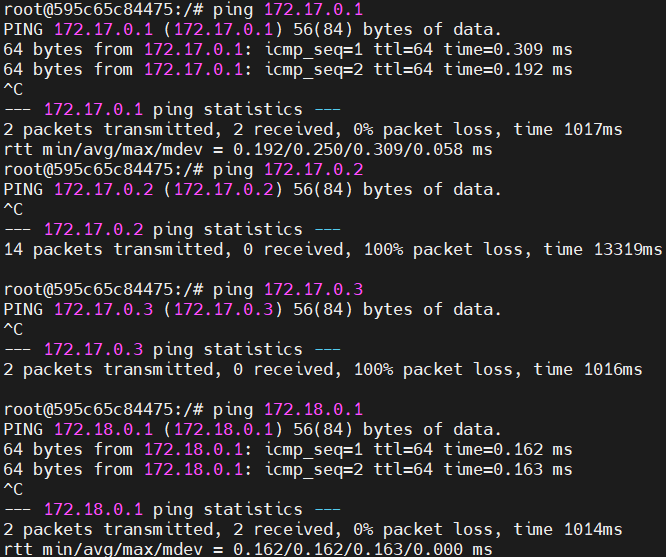 root@595c65c84475:/# ping 172.17.0.1
PING 172.17.0.1 (172.17.0.1) 56(84) bytes of data.
64 bytes from 172.17.0.1: icmp_seq=1 ttl=64 time=0.309 ms
64 bytes from 172.17.0.1: icmp_seq=2 ttl=64 time=0.192 ms
^C
--- 172.17.0.1 ping statistics ---
2 packets transmitted, 2 received, 0% packet loss, time 1017ms
rtt min/avg/max/mdev = 0.192/0.250/0.309/0.058 ms
root@595c65c84475:/# ping 172.17.0.2
PING 172.17.0.2 (172.17.0.2) 56(84) bytes of data.
^C
--- 172.17.0.2 ping statistics ---
14 packets transmitted, 0 received, 100% packet loss, time 13319ms

root@595c65c84475:/# ping 172.17.0.3
PING 172.17.0.3 (172.17.0.3) 56(84) bytes of data.
^C
--- 172.17.0.3 ping statistics ---
2 packets transmitted, 0 received, 100% packet loss, time 1016ms

root@595c65c84475:/# ping 172.18.0.1
PING 172.18.0.1 (172.18.0.1) 56(84) bytes of data.
64 bytes from 172.18.0.1: icmp_seq=1 ttl=64 time=0.162 ms
64 bytes from 172.18.0.1: icmp_seq=2 ttl=64 time=0.163 ms
^C
--- 172.18.0.1 ping statistics ---
2 packets transmitted, 2 received, 0% packet loss, time 1014ms
rtt min/avg/max/mdev = 0.162/0.162/0.163/0.000 ms